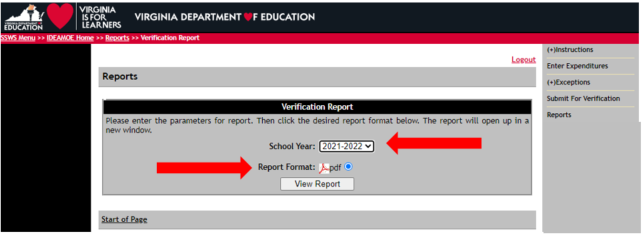 EDUCATION
VIRGINIA
IS FOR
LEARNERS
VIRGINIA DEPARTMENT OF EDUCATION
SSWS Menu >> IDEAMOE Home >> Reports >> Verification Report
Logout
Reports
Verification Report
Please enter the parameters for report. Then click the desired report format below. The report will open up in a
new window.
School Year: 2021-2022
Report Format: pdf
View Report
Start of Page
(+)Instructions
Enter Expenditures
(+)Exceptions
Submit For Verification
Reports